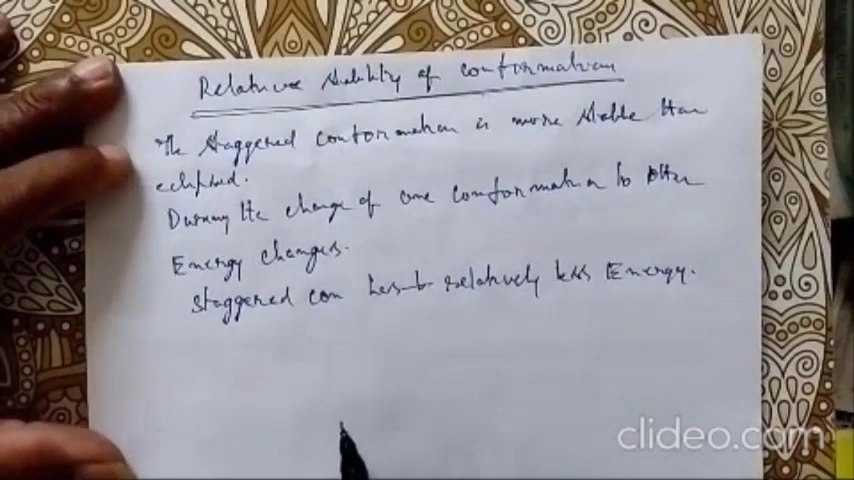 Relative stability of conformation
The staggered conformation is more stable than
eclipsed.
During the change of one conformation to other
Energy changes.
staggered con has relatively less Energy.
clideo.com